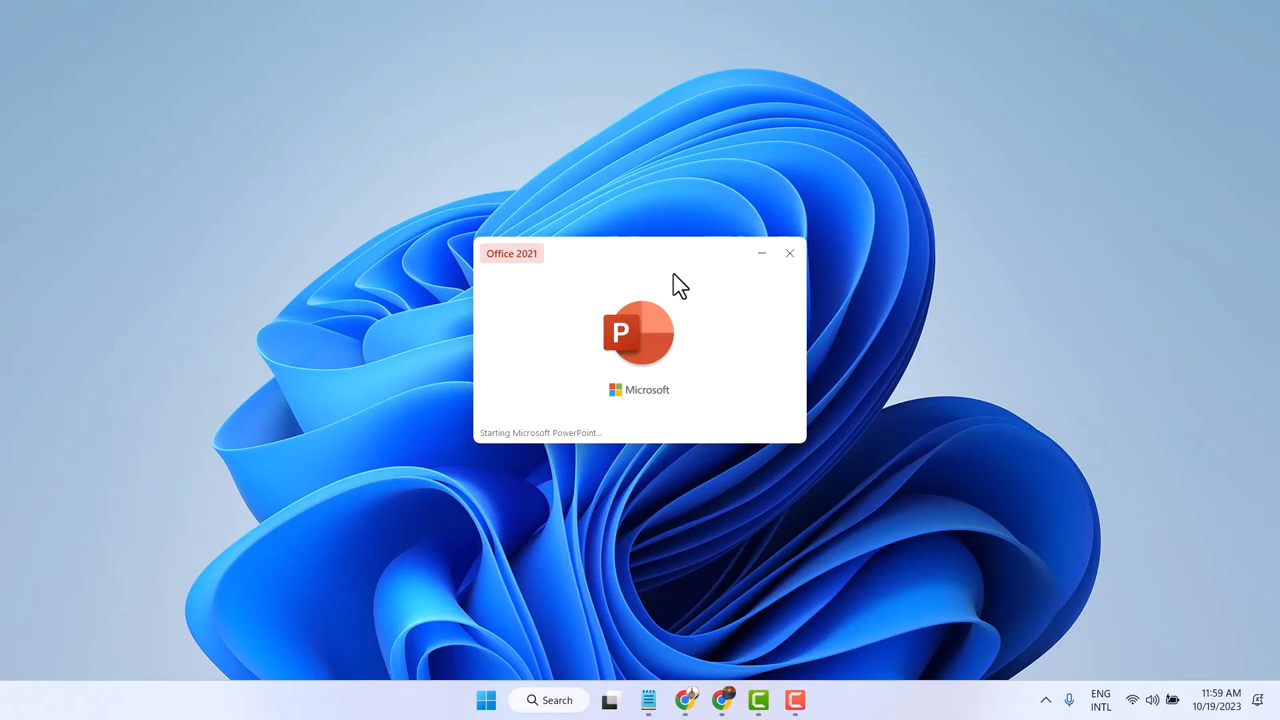 Office 2021
P
Microsoft
Starting Microsoft PowerPoint...
Search
ENG
INTL
11:59 AM
10/19/2023